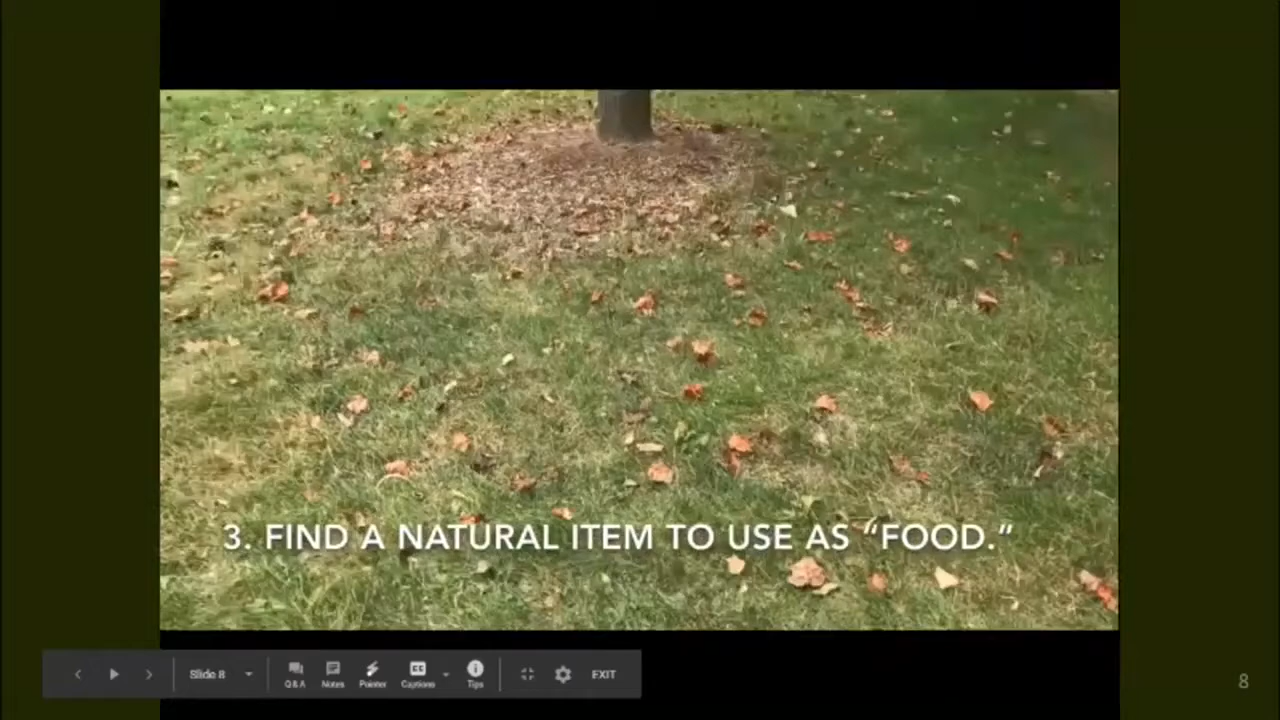 3. FIND A NATURAL ITEM TO USE AS “FOOD.“
Slide 8
Q&A Notes Pointer Captions Tips EXIT
8